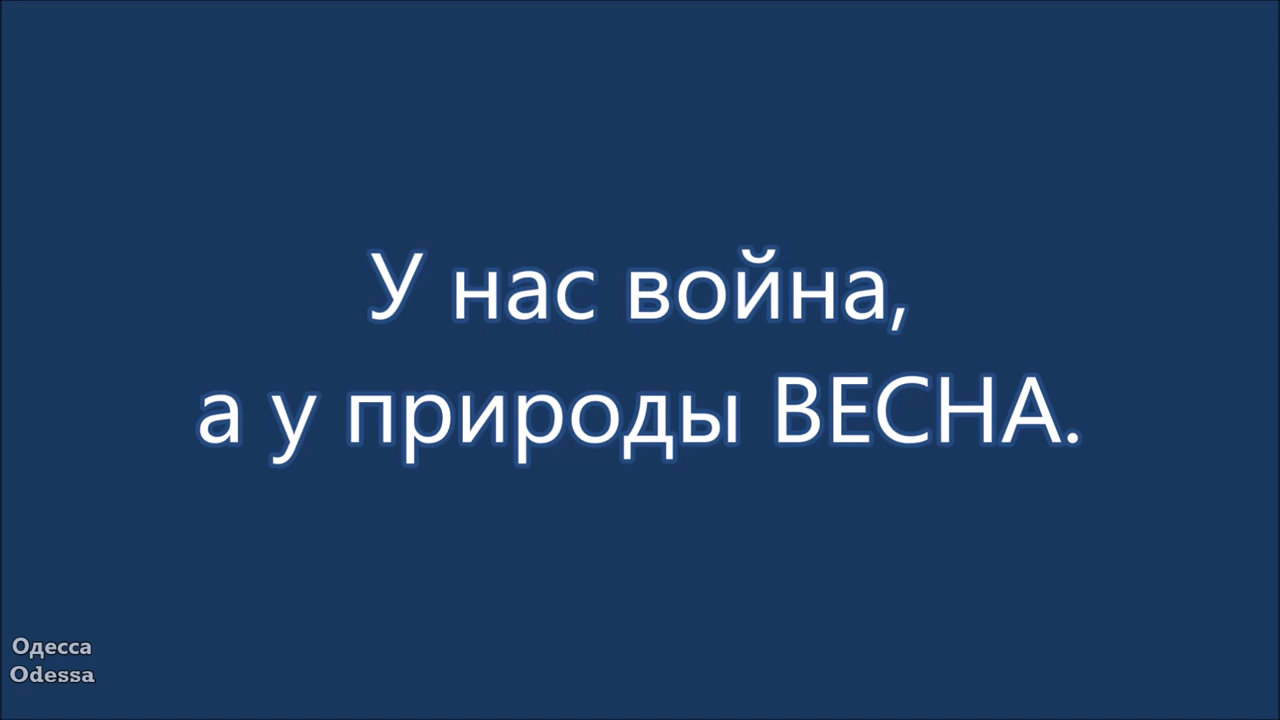 У нас война,
а у природы ВЕСНА.
Одесса
Odessa